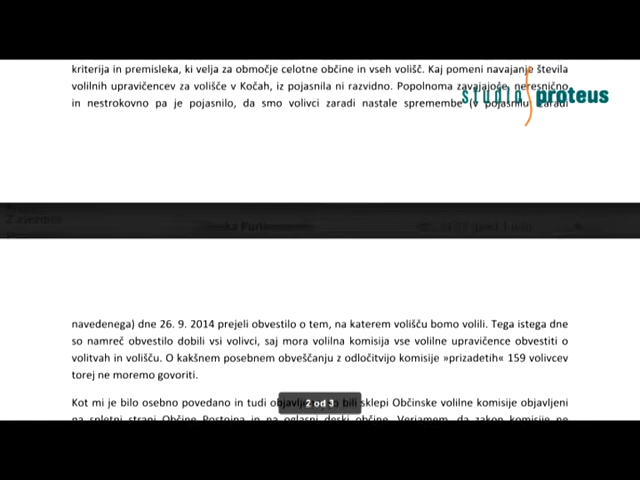 kriterija in premisleka, ki velja za območje celotne občine in vseh volišč. Kaj pomeni navajanje števila
volilnih upravičencev za volišče v Kočah, iz pojasnila ni razvidno. Popolnoma zavajajoče, neresnično
in nestrokovno pa je pojasnilo, da smo volivci zaradi nastale spremembe (v pojasnilu zaradi
studio proteus
navedenega) dne 26. 9. 2014 prejeli obvestilo o tem, na katerem volišču bomo volili. Tega istega dne
so namreč obvestilo dobili vsi volivci, saj mora volilna komisija vse volilne upravičence obvestiti o
volitvah in volišču. O kakšnem posebnem obveščanju z odločitvijo komisije »prizadetih« 159 volivcev
torej ne moremo govoriti.
Kot mi je bilo osebno povedano in tudi bili sklepi Občinske volilne komisije objavljeni
2 od 3
na spletni strani Občine Postojna in na oglasni deski občine. Verjamem, da zakon komisije ne